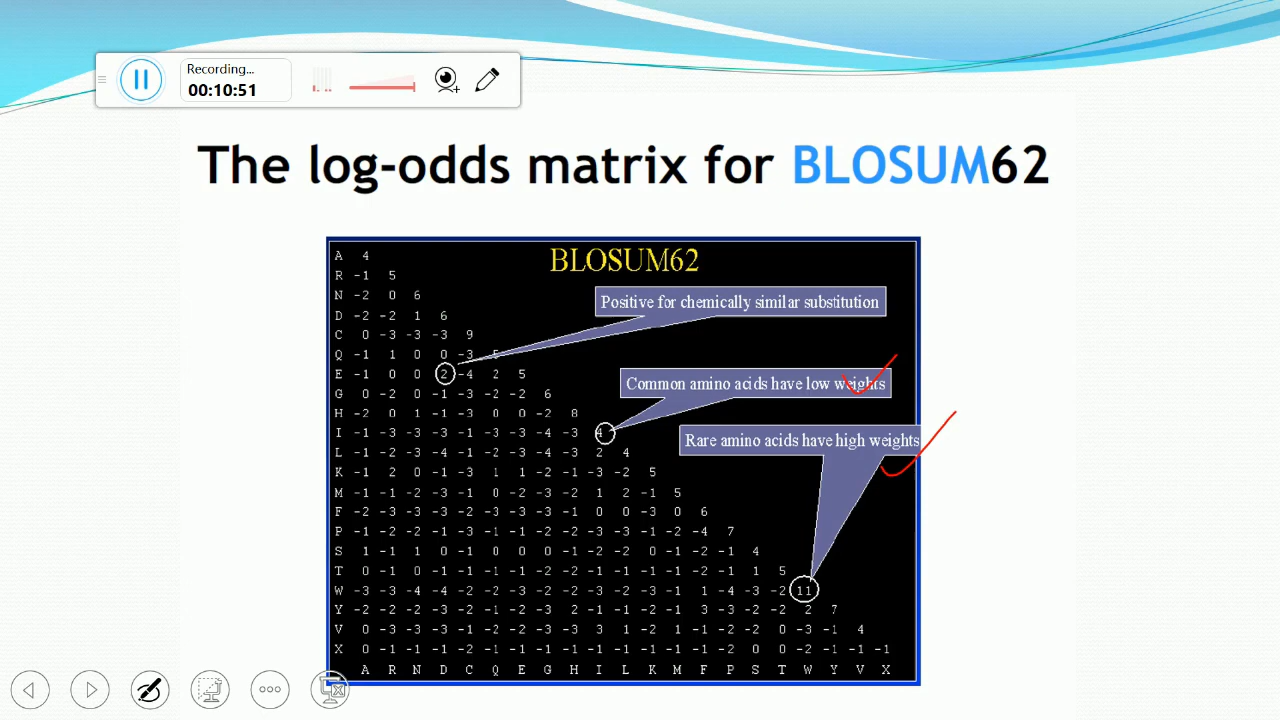 Recording...
00:10:51
The log-odds matrix for BLOSUM62
BLOSUM62
Positive for chemically similar substitution
Common amino acids have low weights
Rare amino acids have high weights
A 4
R -1 5
N -2 0 6
D -2 -2 1 6
C 0 -3 -3 -3 9
Q -1 1 0 0 -3 5
E -1 0 0 2 -4 2 5
G 0 -2 0 -1 -3 -2 -2 6
H -2 0 1 -1 -3 0 0 -2 8
I -1 -3 -3 -3 -1 -3 -3 -4 -3 4
L -1 -2 -3 -4 -1 -2 -3 -4 -3 2 4
K -1 2 0 -1 -3 1 1 -2 -1 -3 -2 5
M -1 -1 -2 -3 -1 0 -2 -3 -2 1 2 -1 5
F -2 -3 -3 -3 -2 -3 -3 -3 -1 0 0 -3 0 6
P -1 -2 -2 -1 -3 -1 -1 -2 -2 -3 -3 -1 -2 -4 7
S 1 -1 1 0 -1 0 0 0 -1 -2 -2 0 -1 -2 -1 4
T 0 -1 0 -1 -1 -1 -1 -2 -2 -1 -1 -1 -1 -2 -1 1 5
W -3 -3 -4 -4 -2 -2 -3 -2 -2 -3 -2 -3 -1 1 -4 -3 -2 11
Y -2 -2 -2 -3 -2 -1 -2 -3 2 -1 -1 -2 -1 3 -3 -2 -2 2 7
V 0 -3 -3 -3 -1 -2 -2 -3 -3 3 1 -2 1 -1 -2 -2 0 -3 -1 4
X 0 -1 -1 -1 -2 -1 -1 -1 -1 -1 -1 -1 -1 -1 -2 0 0 -2 -1 -1 -1
A R N D C Q E G H I L K M F P S T W Y V X